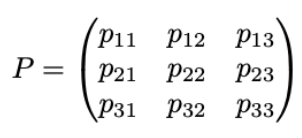 p₁₁ p₁₂ p₁₃
P = p₂₁ p₂₂ p₂₃
p₃₁ p₃₂ p₃₃